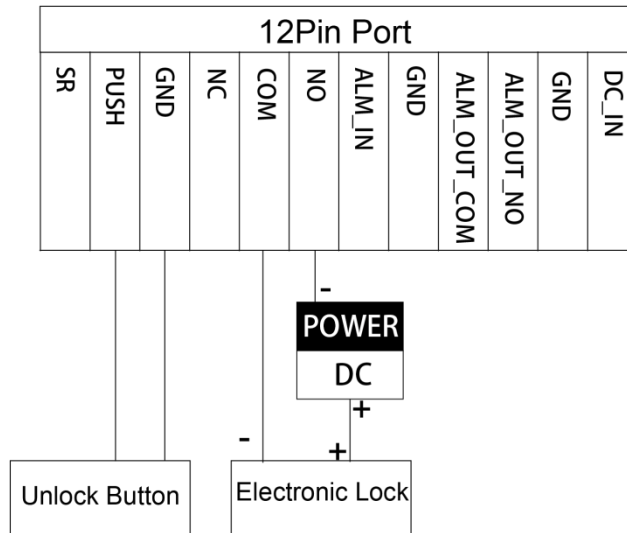 12Pin Port
SR
PUSH
GND
NC
COM
NO
ALM_IN
GND
ALM_OUT_COM
ALM_OUT_NO
GND
DC_IN
-
POWER
DC
+
-
+
Unlock Button
Electronic Lock